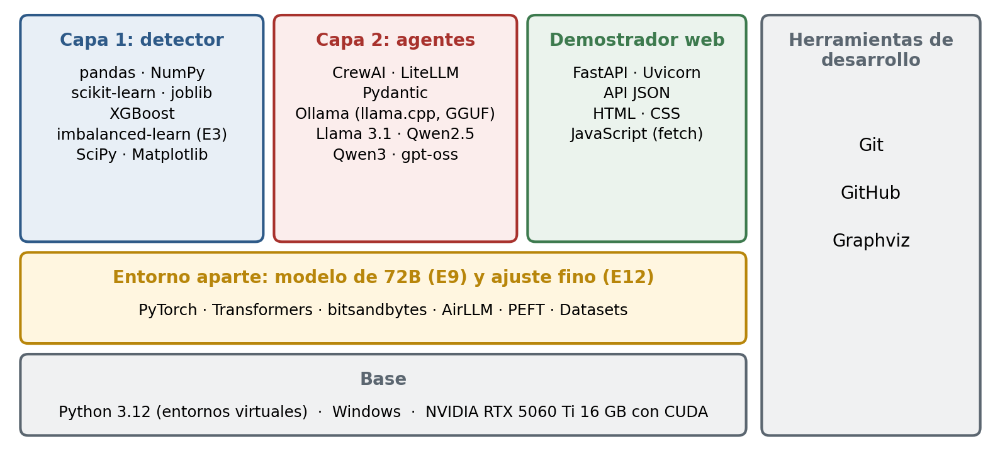 Capa 1: detector
pandas · NumPy
scikit-learn · joblib
XGBoost
imbalanced-learn (E3)
SciPy · Matplotlib
Capa 2: agentes
CrewAI · LiteLLM
Pydantic
Ollama (llama.cpp, GGUF)
Llama 3.1 · Qwen2.5
Qwen3 · gpt-oss
Demostrador web
FastAPI · Uvicorn
API JSON
HTML · CSS
JavaScript (fetch)
Herramientas de
desarrollo
Git
GitHub
Graphviz
Entorno aparte: modelo de 72B (E9) y ajuste fino (E12)
PyTorch · Transformers · bitsandbytes · AirLLM · PEFT · Datasets
Base
Python 3.12 (entornos virtuales) · Windows · NVIDIA RTX 5060 Ti 16 GB con CUDA